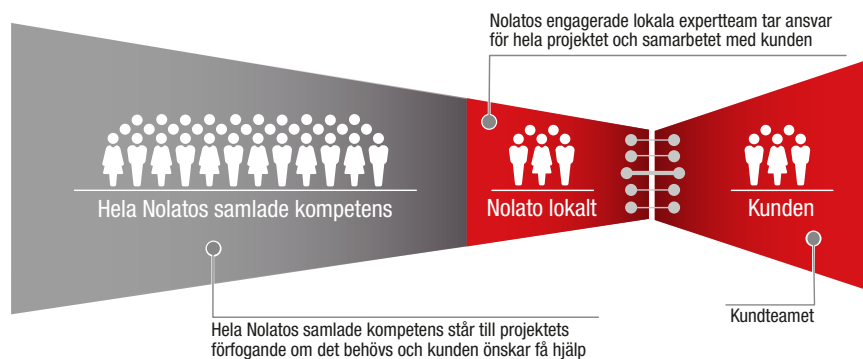 Nolatos engagerade lokala expertteam tar ansvar
för hela projektet och samarbetet med kunden
Hela Nolatos samlade kompetens
Nolato lokalt
Kunden
Kundteamet
Hela Nolatos samlade kompetens står till projektets
förfogande om det behövs och kunden önskar få hjälp